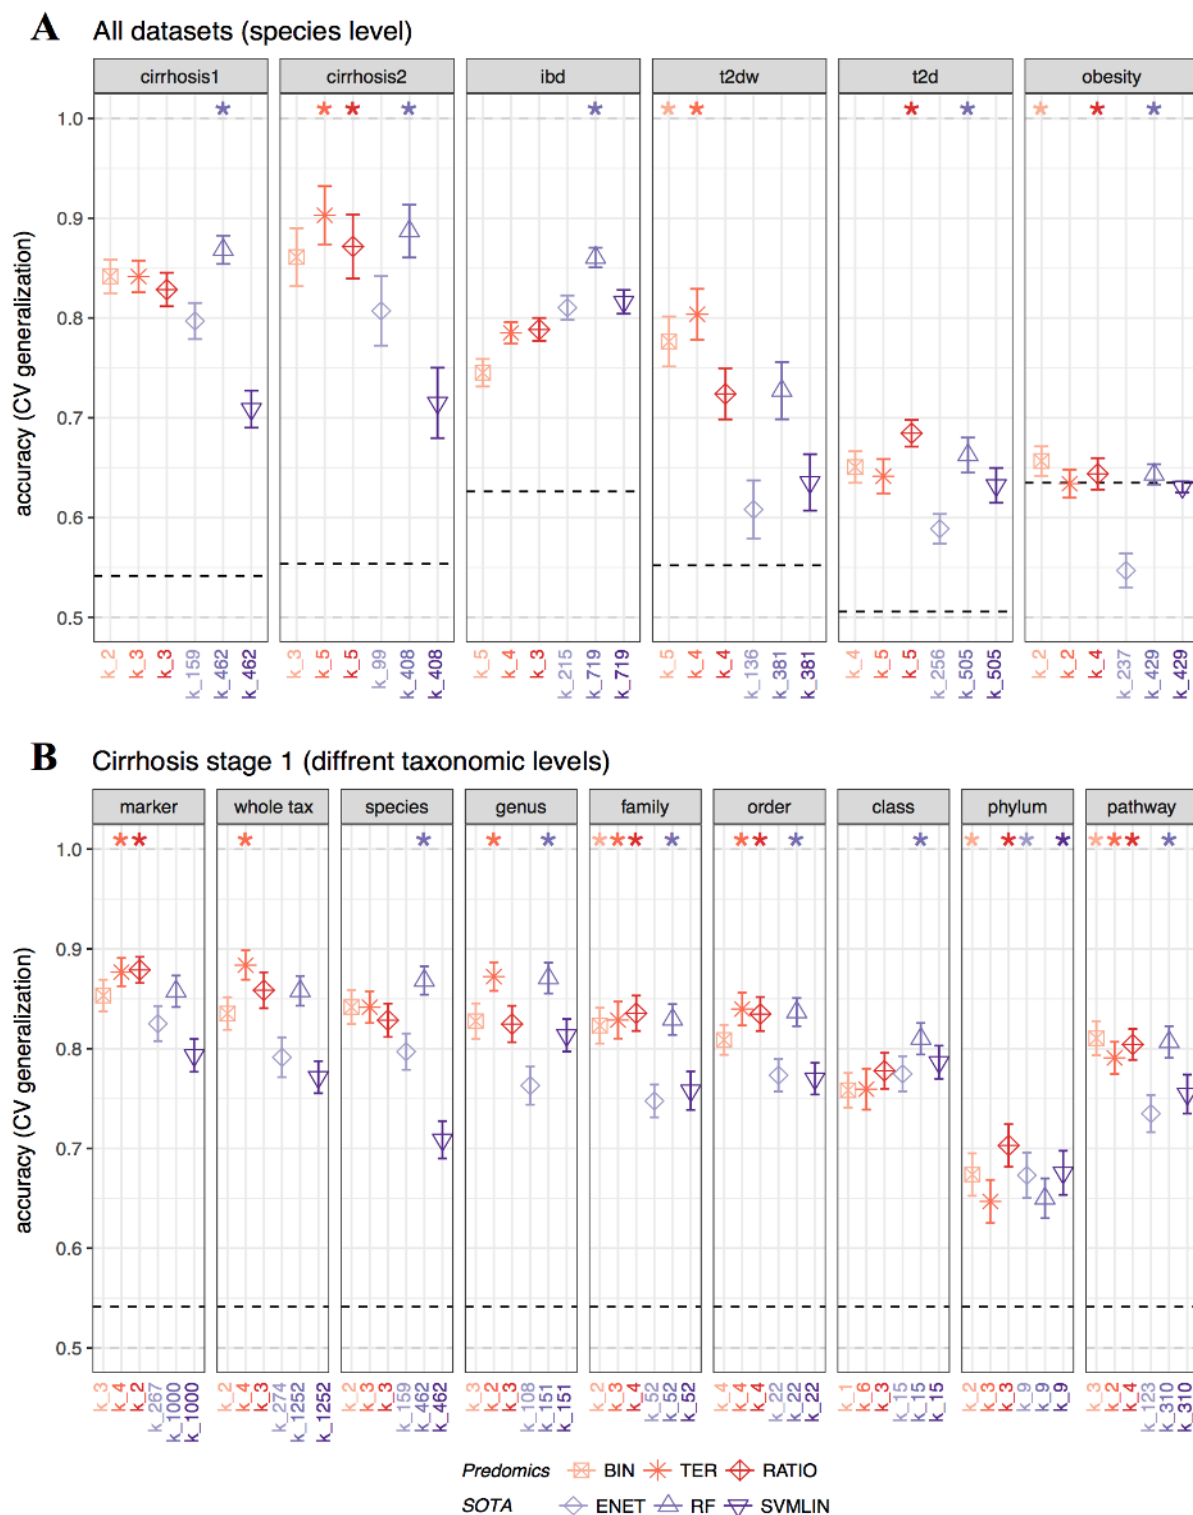 A All datasets (species level)
cirrhosis1 cirrhosis2 ibd t2dw t2d obesity
* * * * * * * * * * * *
1.0
0.9
0.8
0.7
0.6
0.5
accuracy (CV generalization)
k_2 k_3 k_3 k_159 k_462 k_462 k_3 k_5 k_5 k_99 k_408 k_408 k_5 k_4 k_3 k_215 k_719 k_719 k_5 k_4 k_4 k_136 k_381 k_381 k_4 k_5 k_5 k_256 k_505 k_505 k_2 k_2 k_4 k_237 k_429 k_429
B Cirrhosis stage 1 (diffrent taxonomic levels)
marker whole tax species genus family order class phylum pathway
* * * * * * * * * * * * * * * * * * * * * *
1.0
0.9
0.8
0.7
0.6
0.5
accuracy (CV generalization)
k_3 k_4 k_2 k_267 k_1000 k_1000 k_2 k_4 k_3 k_274 k_1252 k_1252 k_2 k_3 k_3 k_159 k_462 k_462 k_3 k_2 k_3 k_108 k_151 k_151 k_2 k_3 k_4 k_52 k_52 k_52 k_4 k_4 k_4 k_22 k_22 k_22 k_1 k_6 k_3 k_15 k_15 k_15 k_2 k_3 k_3 k_9 k_9 k_9 k_3 k_2 k_4 k_123 k_310 k_310
Predomics BIN TER RATIO
SOTA ENET RF SVMLIN